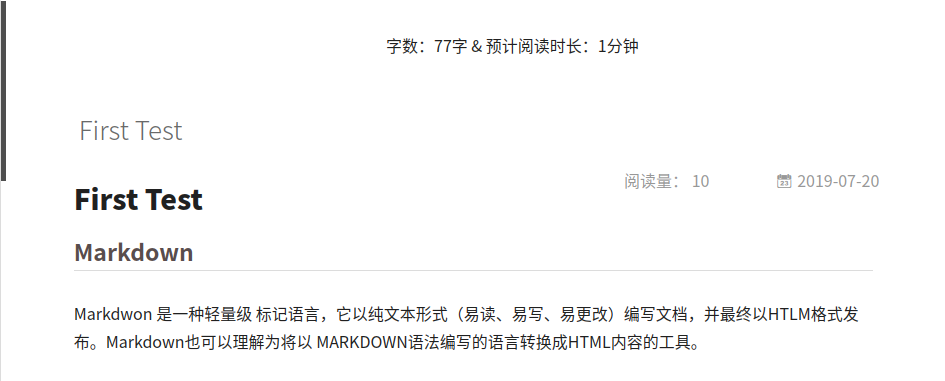 字数：77字 & 预计阅读时长：1分钟
First Test
阅读量： 10 23 2019-07-20
First Test
Markdown
Markdwon 是一种轻量级 标记语言，它以纯文本形式（易读、易写、易更改）编写文档，并最终以HTLM格式发
布。Markdown也可以理解为将以 MARKDOWN语法编写的语言转换成HTML内容的工具。